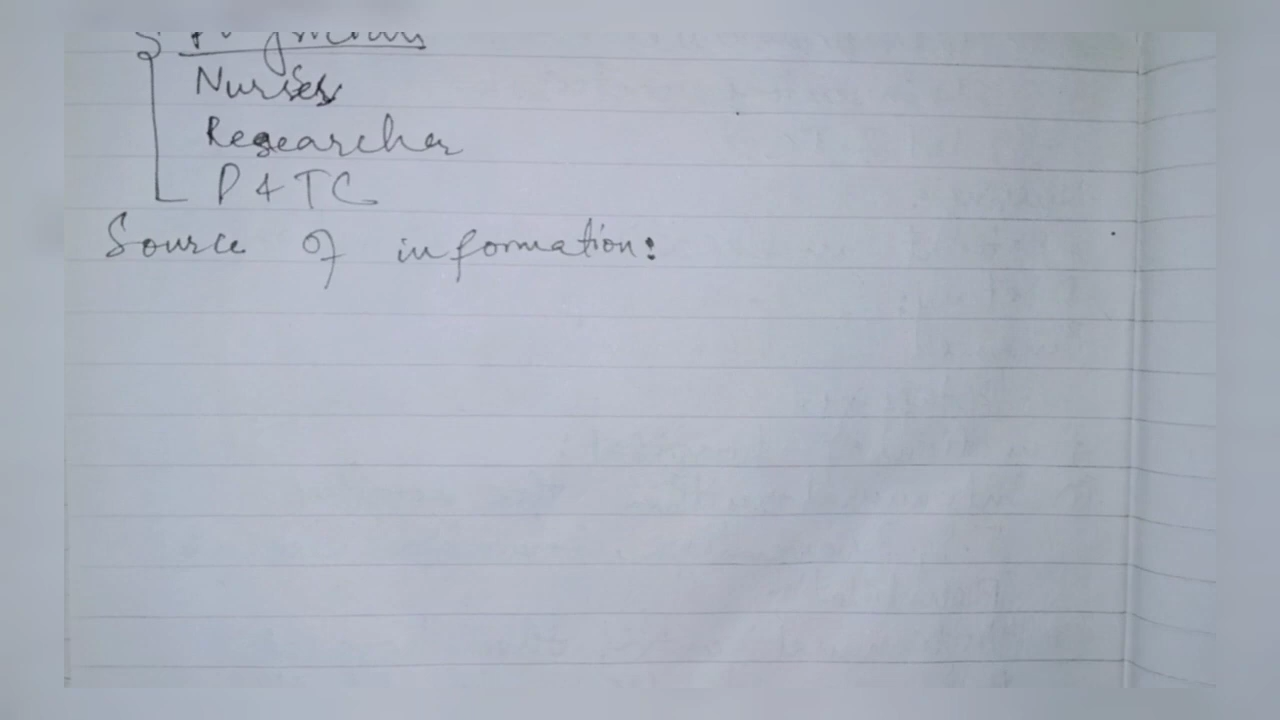 Nurses
Researcher
P & TC
Source of information: